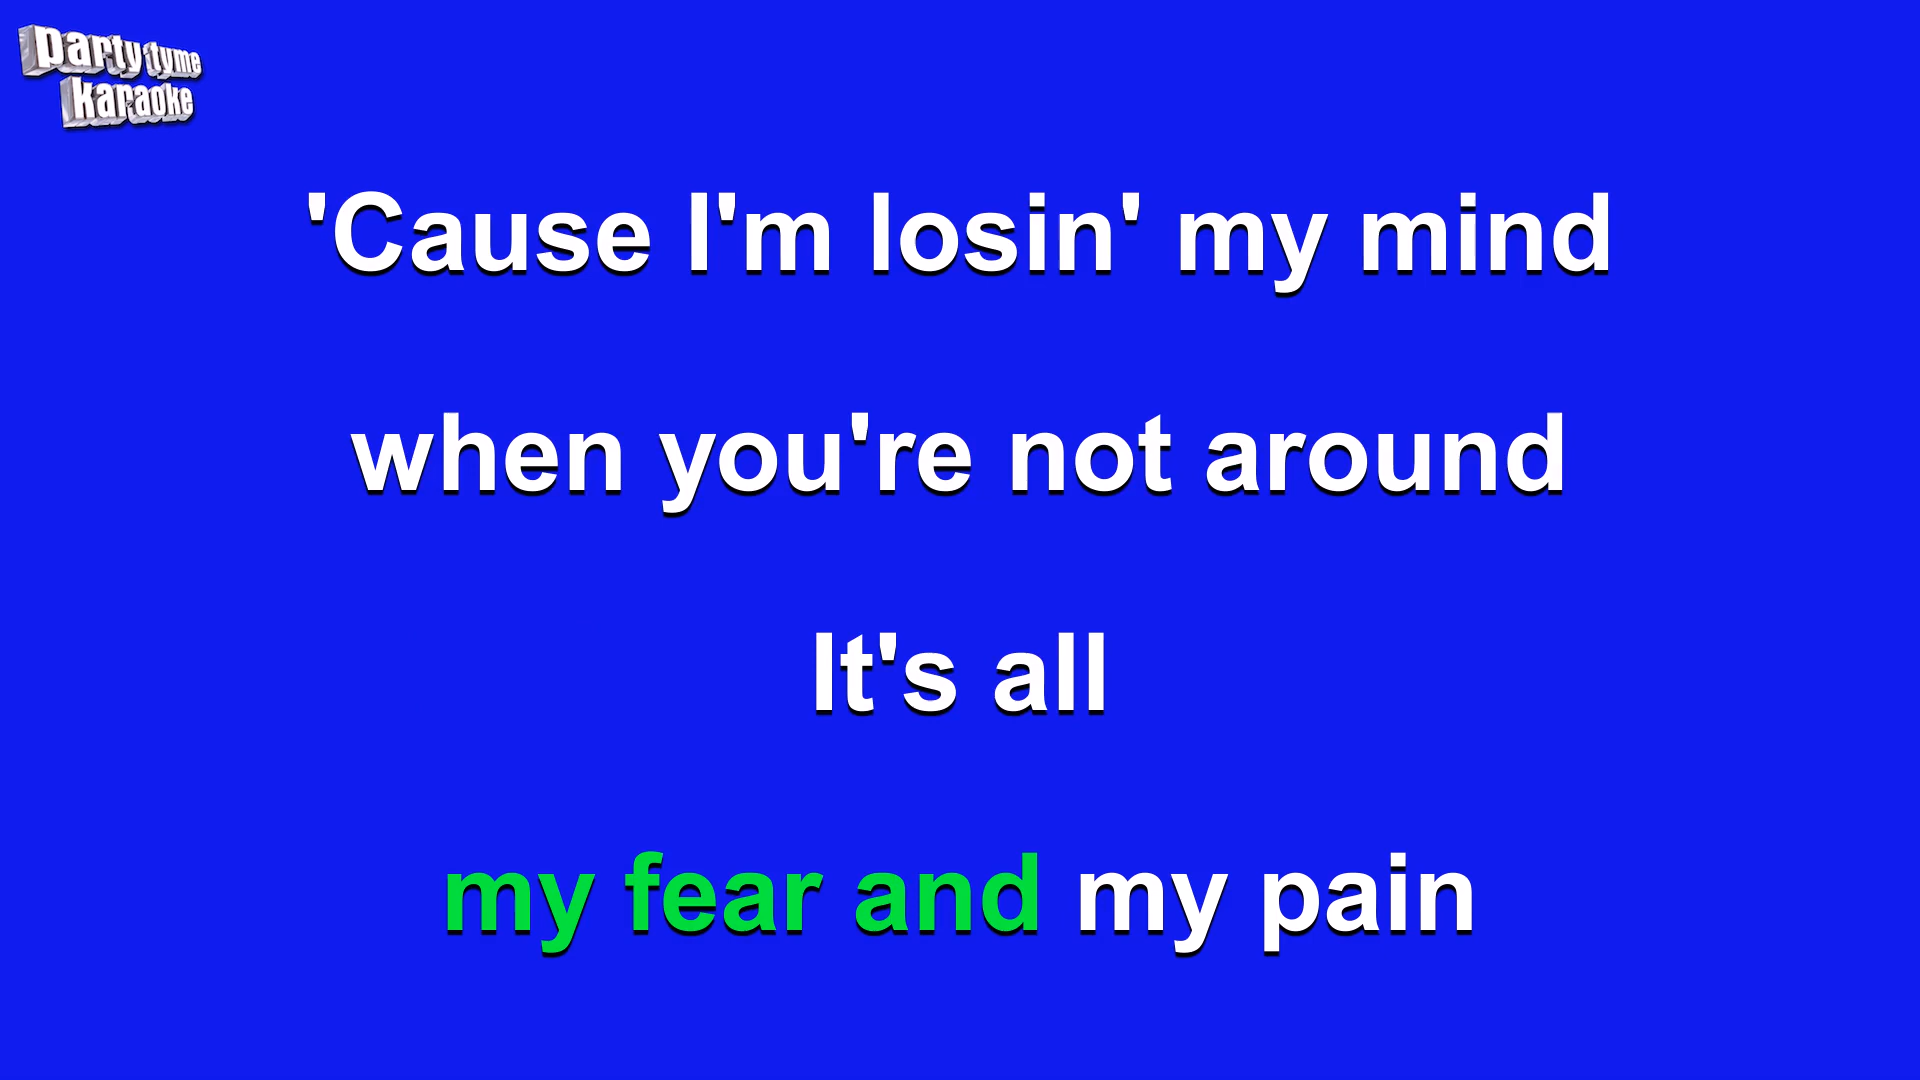 party tyme
karaoke
'Cause I'm losin' my mind
when you're not around
It's all
my fear and my pain